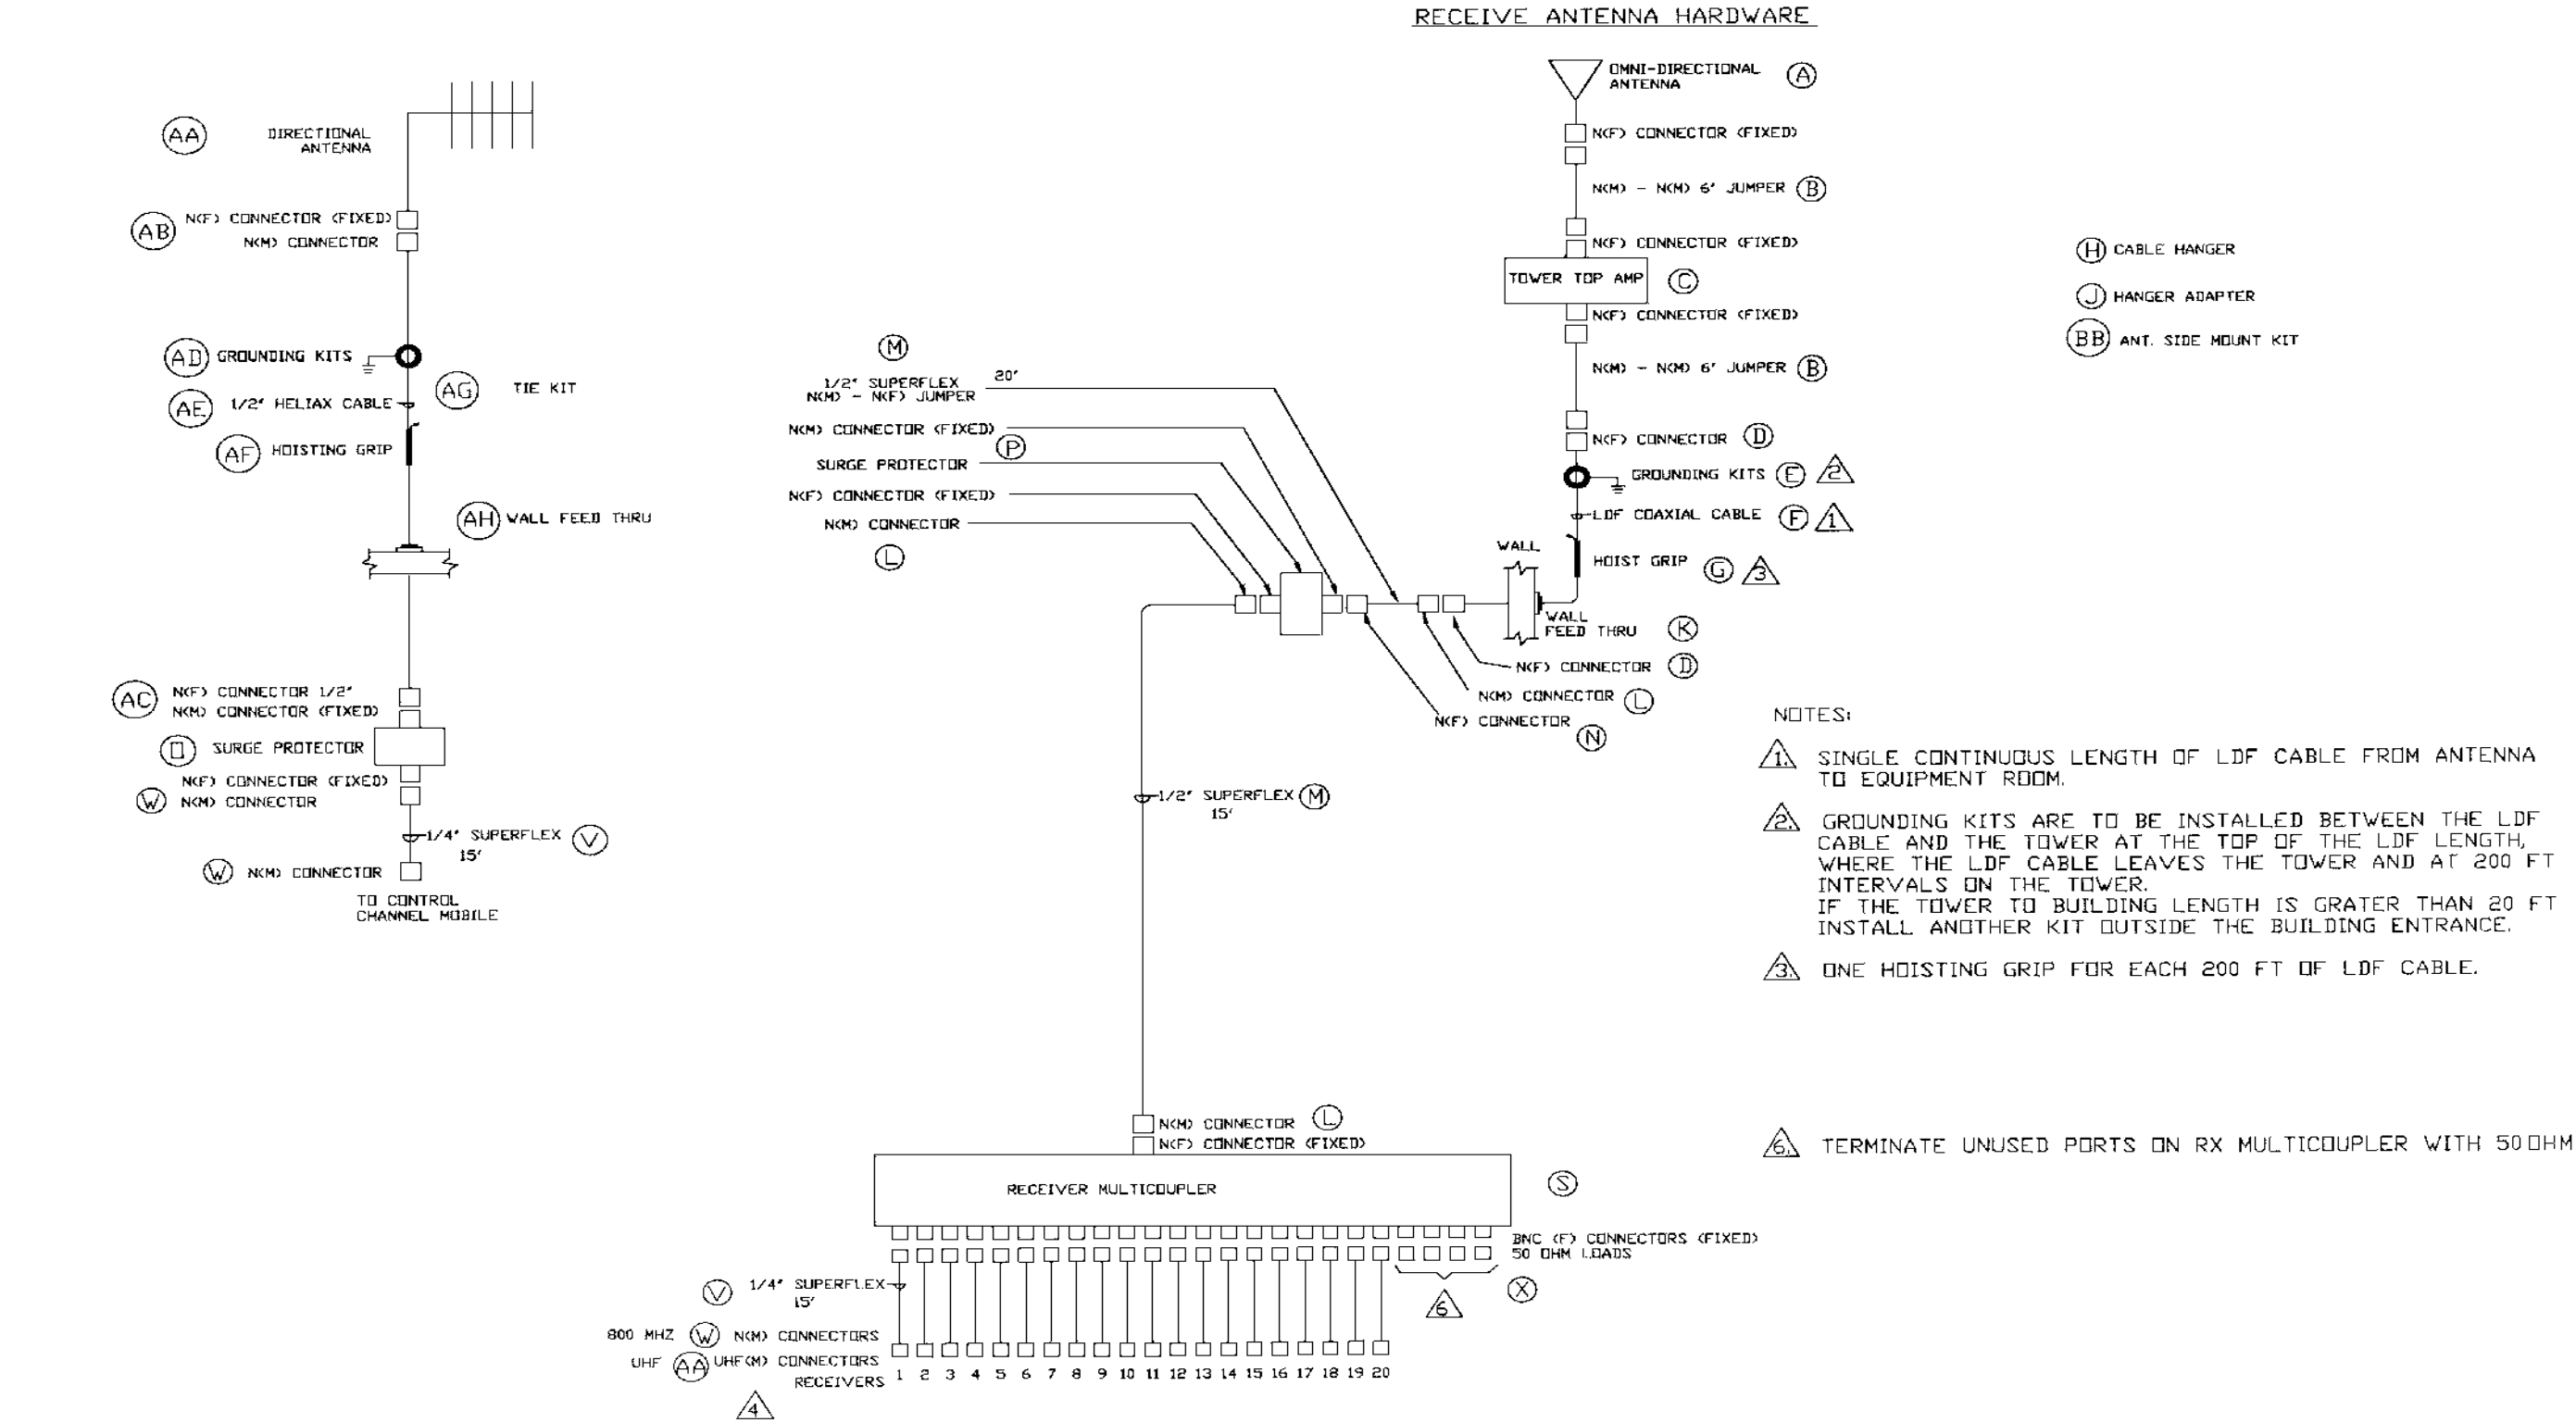 RECEIVE ANTENNA HARDWARE
AA
DIRECTIONAL
ANTENNA
AB
N(F) CONNECTOR (FIXED)
N(M) CONNECTOR
AD
GROUNDING KITS
AG
TIE KIT
AE
1/2" HELIAX CABLE
AF
HOISTING GRIP
AH
WALL FEED THRU
AC
N(F) CONNECTOR 1/2"
N(M) CONNECTOR (FIXED)
O
SURGE PROTECTOR
N(F) CONNECTOR (FIXED)
W
N(M) CONNECTOR
1/4" SUPERFLEX
15'
V
W
N(M) CONNECTOR
TO CONTROL
CHANNEL MOBILE
OMNI-DIRECTIONAL
ANTENNA
A
N(F) CONNECTOR (FIXED)
N(M) - N(M) 6' JUMPER
B
N(F) CONNECTOR (FIXED)
TOWER TOP AMP
C
N(F) CONNECTOR (FIXED)
N(M) - N(M) 6' JUMPER
B
N(F) CONNECTOR
D
GROUNDING KITS
E
2
LDF COAXIAL CABLE
F
1
HOIST GRIP
G
3
WALL
WALL
FEED THRU
K
N(F) CONNECTOR
D
N(M) CONNECTOR
L
N(F) CONNECTOR
N
M
1/2" SUPERFLEX
20'
N(M) - N(F) JUMPER
N(M) CONNECTOR (FIXED)
P
SURGE PROTECTOR
N(F) CONNECTOR (FIXED)
N(M) CONNECTOR
L
1/2" SUPERFLEX
15'
M
N(M) CONNECTOR
L
N(F) CONNECTOR (FIXED)
RECEIVER MULTICOUPLER
S
BNC (F) CONNECTORS (FIXED)
50 OHM LOADS
X
6
V
1/4" SUPERFLEX
15'
800 MHZ
W
N(M) CONNECTORS
UHF
AA
UHF(M) CONNECTORS
RECEIVERS
1 2 3 4 5 6 7 8 9 10 11 12 13 14 15 16 17 18 19 20
4
H
CABLE HANGER
J
HANGER ADAPTER
BB
ANT. SIDE MOUNT KIT
NOTES:
1. SINGLE CONTINUOUS LENGTH OF LDF CABLE FROM ANTENNA
TO EQUIPMENT ROOM.
2. GROUNDING KITS ARE TO BE INSTALLED BETWEEN THE LDF
CABLE AND THE TOWER AT THE TOP OF THE LDF LENGTH,
WHERE THE LDF CABLE LEAVES THE TOWER AND AT 200 FT
INTERVALS ON THE TOWER.
IF THE TOWER TO BUILDING LENGTH IS GRATER THAN 20 FT
INSTALL ANOTHER KIT OUTSIDE THE BUILDING ENTRANCE.
3. ONE HOISTING GRIP FOR EACH 200 FT OF LDF CABLE.
6. TERMINATE UNUSED PORTS ON RX MULTICOUPLER WITH 50 OHM